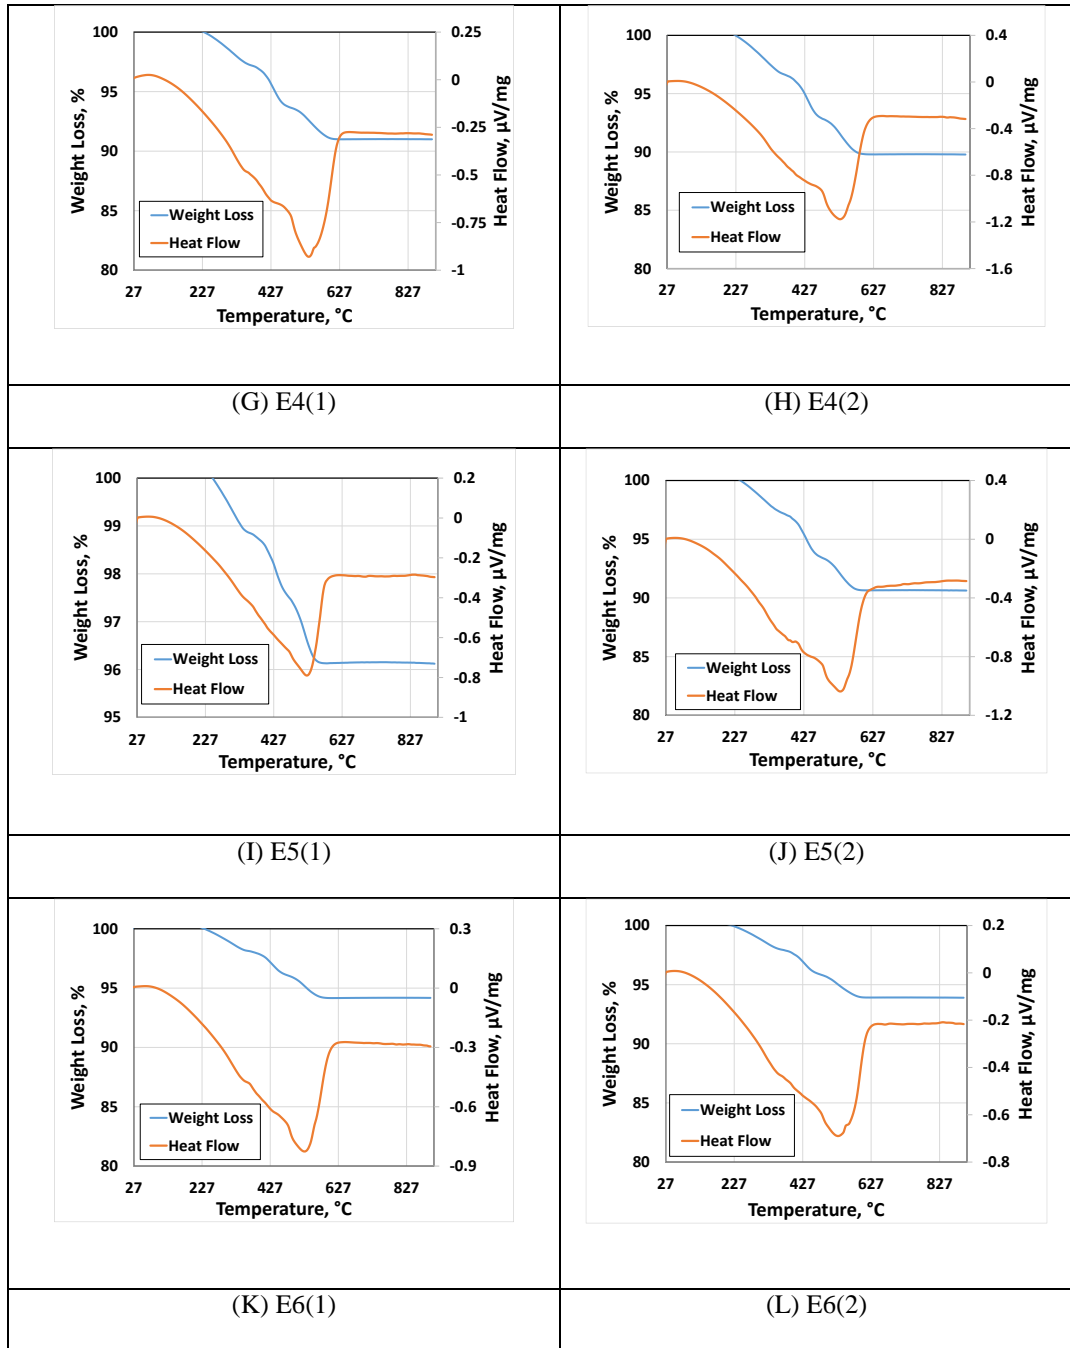 100
95
90
85
80
0.25
0
-0.25
-0.5
-0.75
-1
27
227
427
627
827
Weight Loss, %
Heat Flow, µV/mg
Temperature, °C
Weight Loss
Heat Flow
100
95
90
85
80
0.4
0
-0.4
-0.8
-1.2
-1.6
27
227
427
627
827
Weight Loss, %
Heat Flow, µV/mg
Temperature, °C
Weight Loss
Heat Flow
(G) E4(1)
(H) E4(2)
100
99
98
97
96
95
0.2
0
-0.2
-0.4
-0.6
-0.8
-1
27
227
427
627
827
Weight Loss, %
Heat Flow, µV/mg
Temperature, °C
Weight Loss
Heat Flow
100
95
90
85
80
0.4
0
-0.4
-0.8
-1.2
27
227
427
627
827
Weight Loss, %
Heat Flow, µV/mg
Temperature, °C
Weight Loss
Heat Flow
(I) E5(1)
(J) E5(2)
100
95
90
85
80
0.3
0
-0.3
-0.6
-0.9
27
227
427
627
827
Weight Loss, %
Heat Flow, µV/mg
Temperature, °C
Weight Loss
Heat Flow
100
95
90
85
80
0.2
0
-0.2
-0.4
-0.6
-0.8
27
227
427
627
827
Weight Loss, %
Heat Flow, µV/mg
Temperature, °C
Weight Loss
Heat Flow
(K) E6(1)
(L) E6(2)